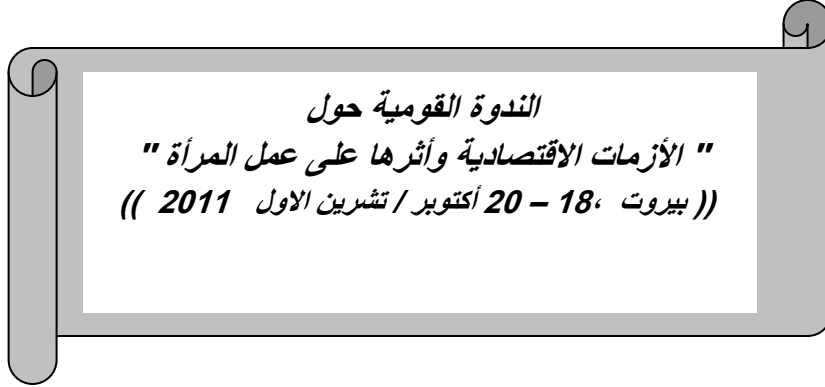 الندوة القومية حول
" الأزمات الاقتصادية وأثرها على عمل المرأة "
(( بيروت ،18 – 20 أكتوبر / تشرين الاول 2011 ))